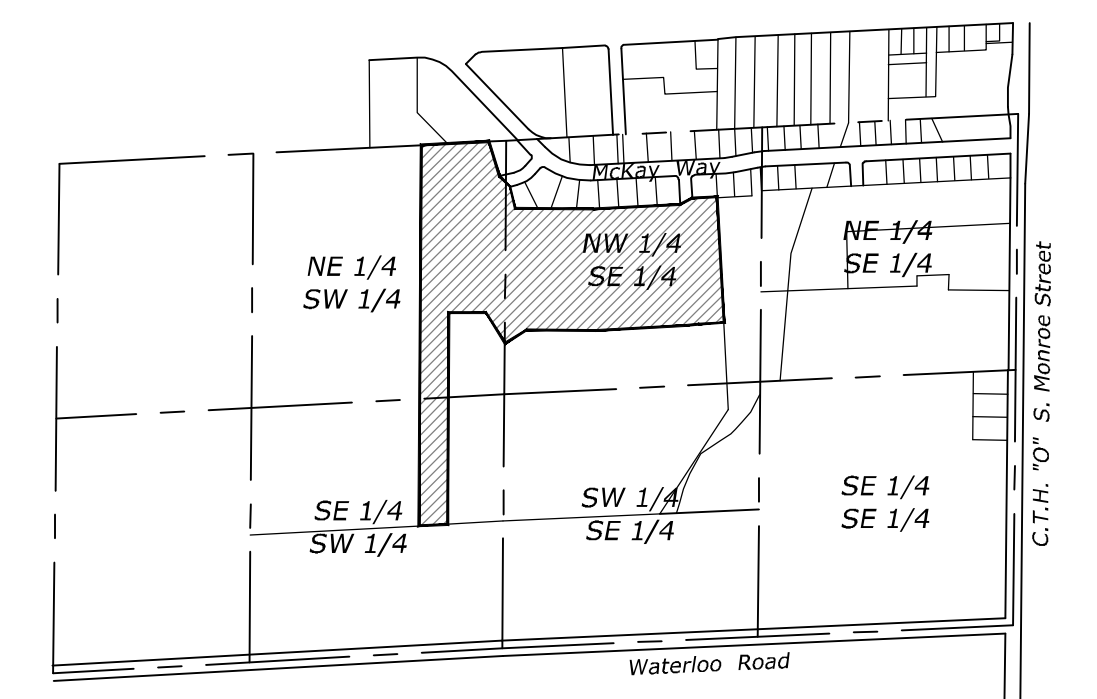 McKay Way
NW 1/4
SE 1/4
NE 1/4
SE 1/4
NE 1/4
SW 1/4
C.T.H. "O" S. Monroe Street
SE 1/4
SW 1/4
SW 1/4
SE 1/4
SE 1/4
SE 1/4
Waterloo Road